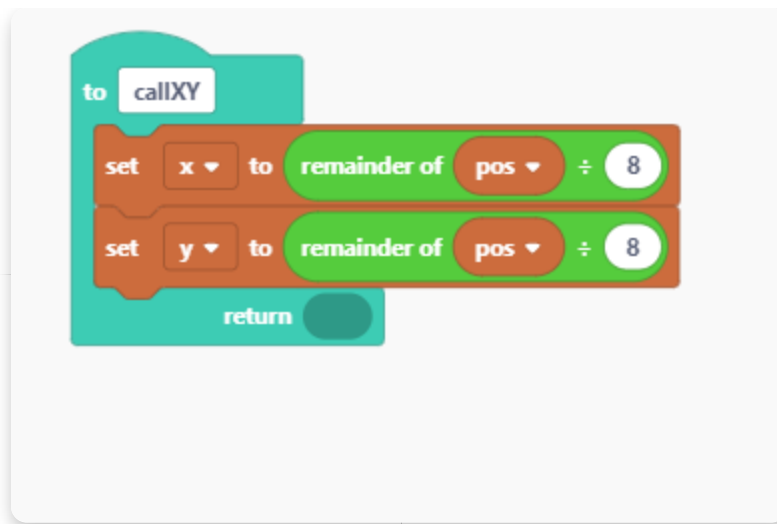 to callXY
set x to remainder of pos ÷ 8
set y to remainder of pos ÷ 8
return